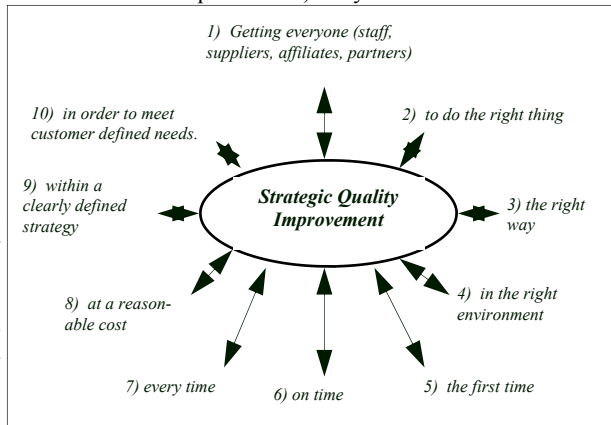 1) Getting everyone (staff,
suppliers, affiliates, partners)
2) to do the right thing
3) the right
way
4) in the right
environment
5) the first time
6) on time
7) every time
8) at a reason-
able cost
9) within a
clearly defined
strategy
10) in order to meet
customer defined needs.
Strategic Quality
Improvement